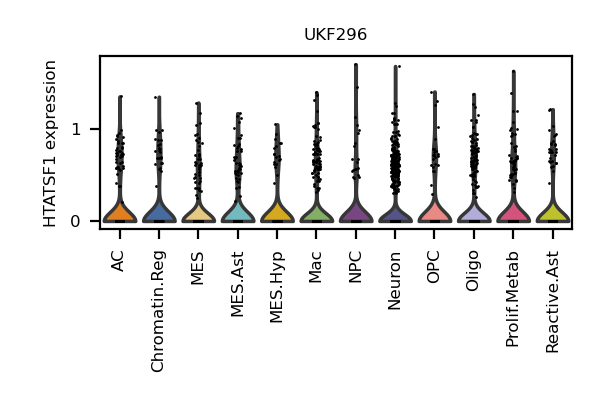 UKF296
HTATSF1 expression
1
0
AC
Chromatin.Reg
MES
MES.Ast
MES.Hyp
Mac
NPC
Neuron
OPC
Oligo
Prolif.Metab
Reactive.Ast